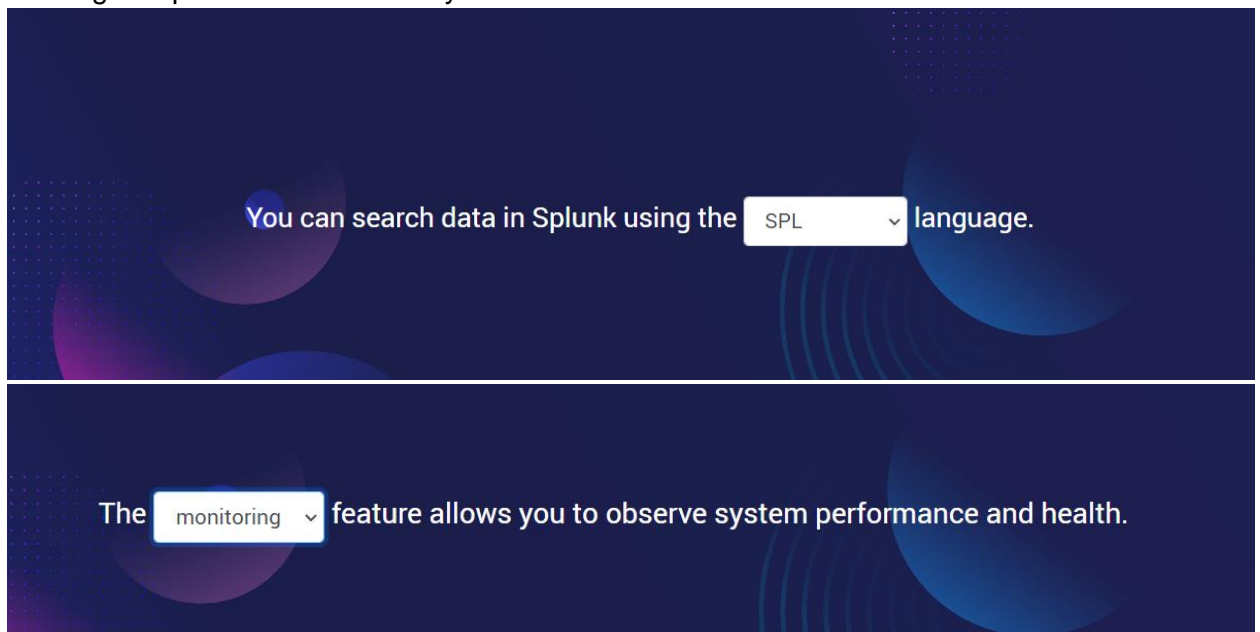 You can search data in Splunk using the SPL language.
The monitoring feature allows you to observe system performance and health.